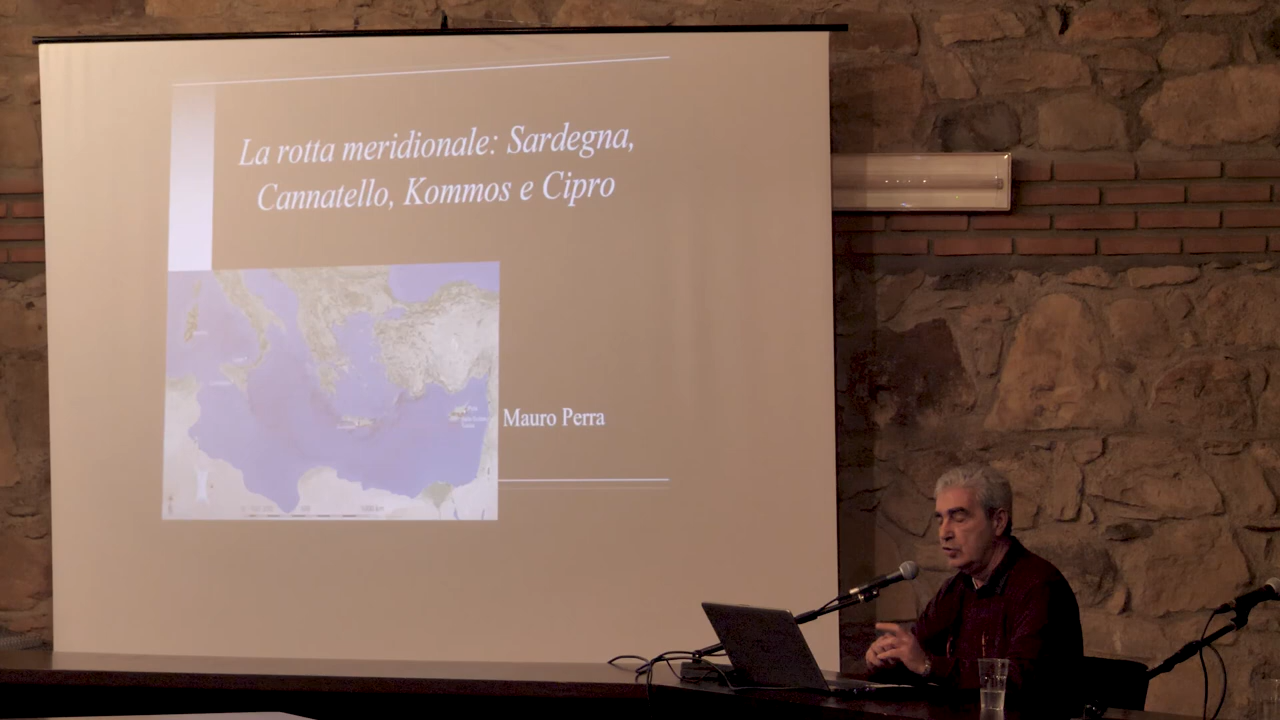 La rotta meridionale: Sardegna,
Cannatello, Kommos e Cipro
Mauro Perra